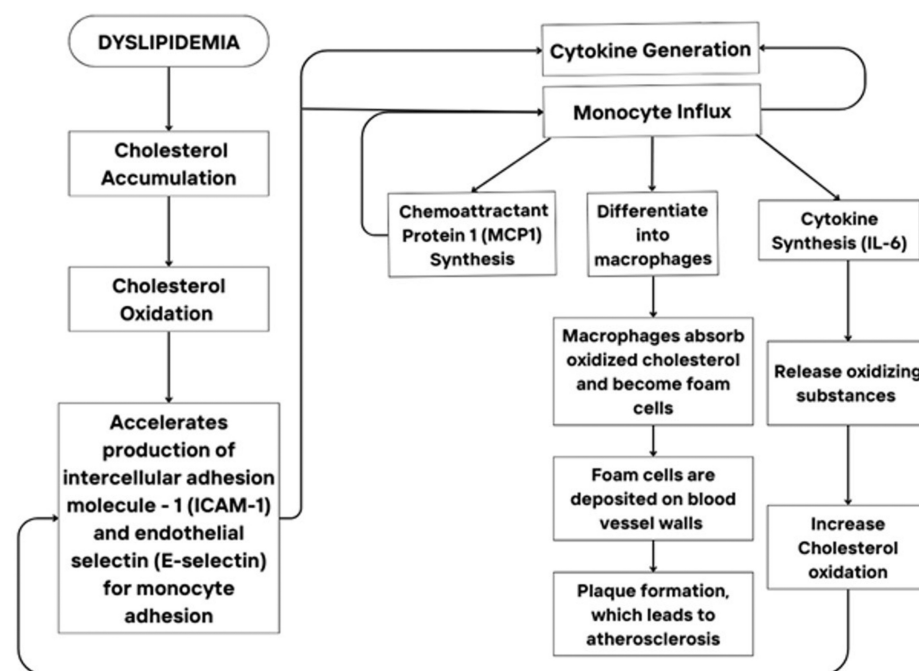 DYSLIPIDEMIA
Cholesterol
Accumulation
Cholesterol
Oxidation
Accelerates
production of
intercellular adhesion
molecule - 1 (ICAM-1)
and endothelial
selectin (E-selectin)
for monocyte
adhesion
Cytokine Generation
Monocyte Influx
Chemoattractant
Protein 1 (MCP1)
Synthesis
Differentiate
into
macrophages
Macrophages absorb
oxidized cholesterol
and become foam
cells
Foam cells are
deposited on blood
vessel walls
Plaque formation,
which leads to
atherosclerosis
Cytokine
Synthesis (IL-6)
Release oxidizing
substances
Increase
Cholesterol
oxidation